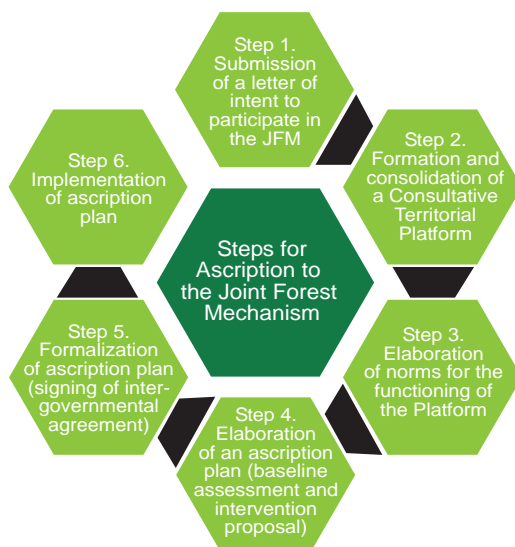 Step 1.
Submission
of a letter of
intent to
participate in
the JFM
Step 2.
Formation and
consolidation of
a Consultative
Territorial
Platform
Step 3.
Elaboration
of norms for the
functioning of
the Platform
Step 4.
Elaboration
of an ascription
plan (baseline
assessment and
intervention
proposal)
Step 5.
Formalization
of ascription plan
(signing of inter-
governmental
agreement)
Step 6.
Implementation
of ascription
plan
Steps for
Ascription to
the Joint Forest
Mechanism